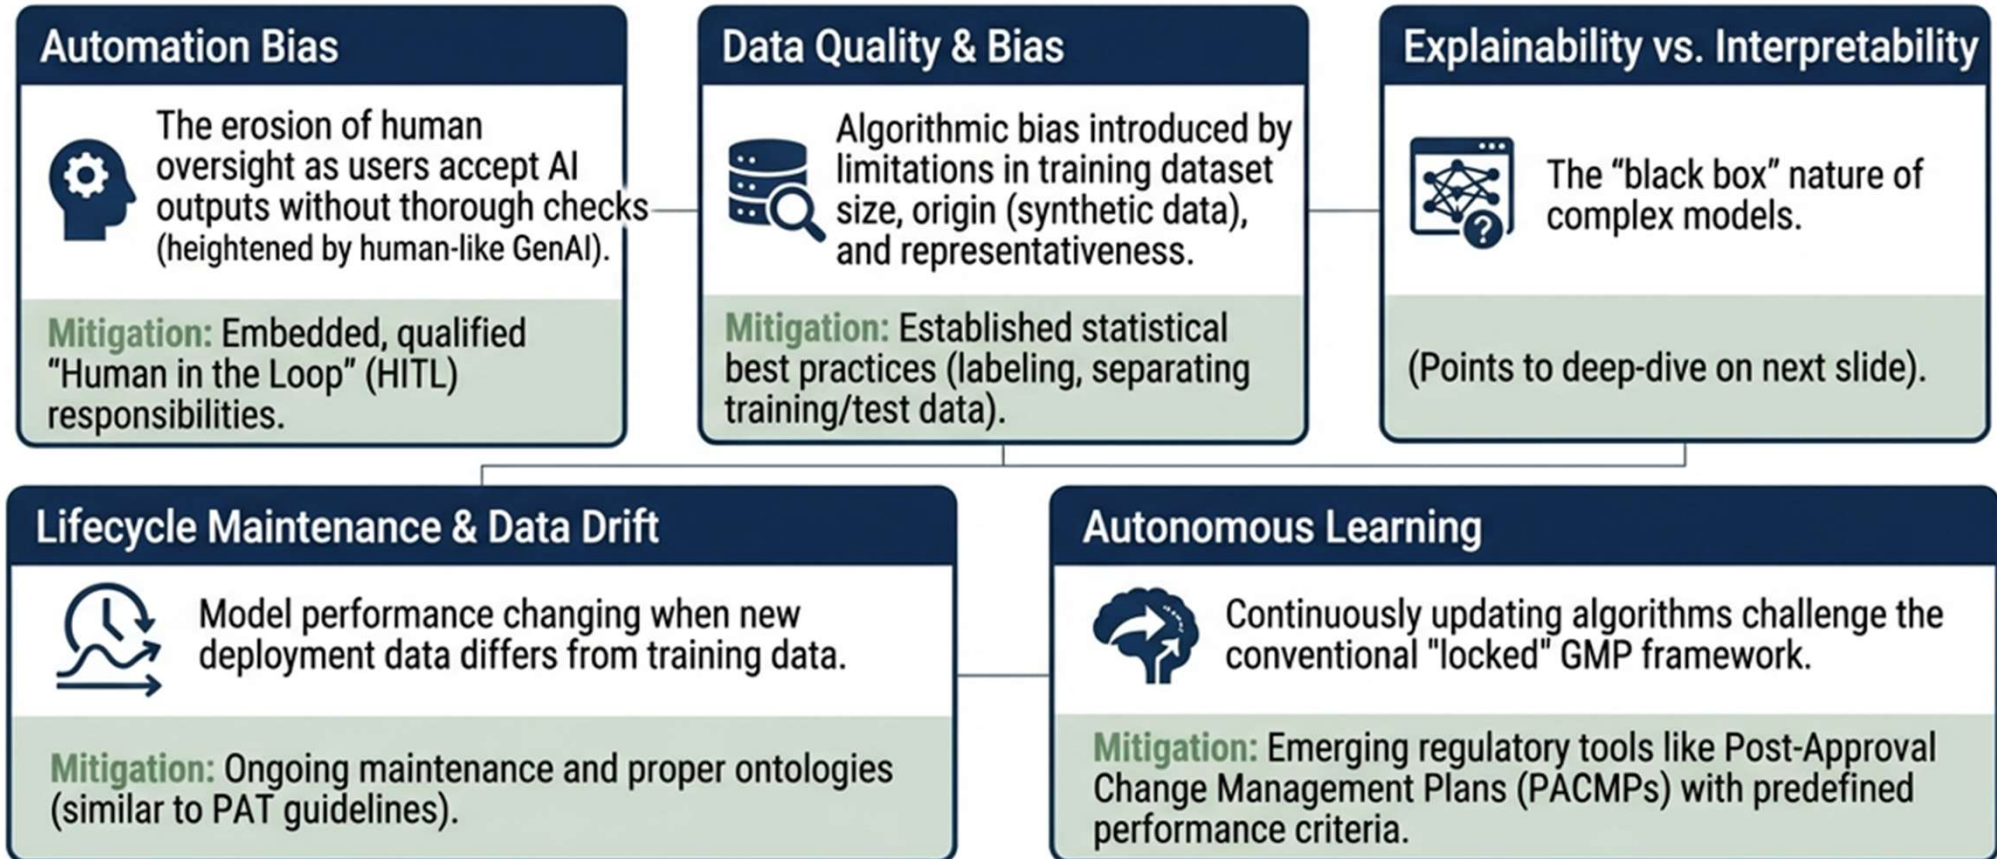 Automation Bias
The erosion of human
oversight as users accept AI
outputs without thorough checks
(heightened by human-like GenAI).
Mitigation: Embedded, qualified
“Human in the Loop” (HITL)
responsibilities.
Data Quality & Bias
Algorithmic bias introduced by
limitations in training dataset
size, origin (synthetic data),
and representativeness.
Mitigation: Established statistical
best practices (labeling, separating
training/test data).
Explainability vs. Interpretability
?
The “black box” nature of
complex models.
(Points to deep-dive on next slide).
Lifecycle Maintenance & Data Drift
Model performance changing when new
deployment data differs from training data.
Mitigation: Ongoing maintenance and proper ontologies
(similar to PAT guidelines).
Autonomous Learning
Continuously updating algorithms challenge the
conventional "locked" GMP framework.
Mitigation: Emerging regulatory tools like Post-Approval
Change Management Plans (PACMPs) with predefined
performance criteria.